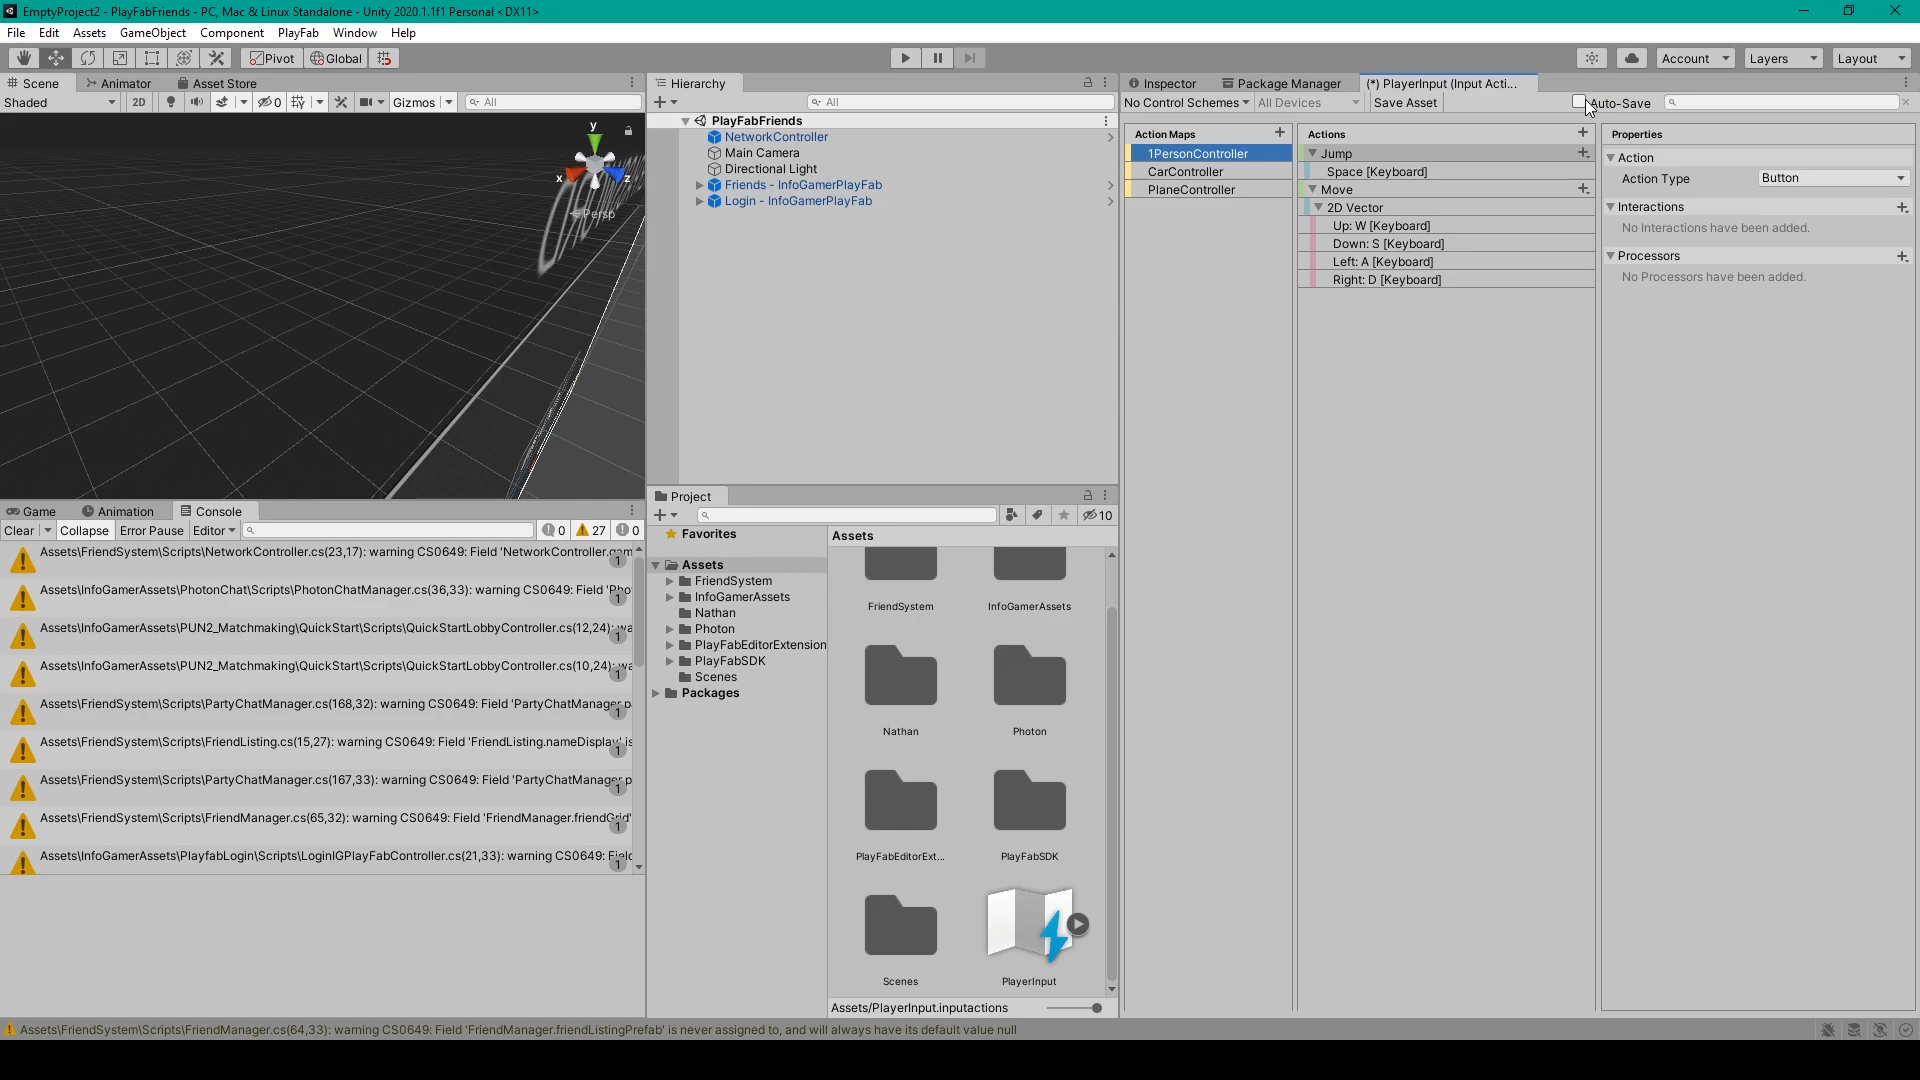 EmptyProject2 - PlayFabFriends - PC, Mac & Linux Standalone - Unity 2020.1.1f1 Personal <DX11>
File Edit Assets GameObject Component PlayFab Window Help
Pivot Global Account Layers Layout
Scene Animator Asset Store
Shaded 2D Gizmos All
y
x z
Persp
Hierarchy
All
PlayFabFriends
NetworkController
Main Camera
Directional Light
Friends - InfoGamerPlayFab
Login - InfoGamerPlayFab
Inspector Package Manager (*) PlayerInput (Input Acti...
No Control Schemes All Devices Save Asset Auto-Save
Action Maps
1PersonController
CarController
PlaneController
Actions
Jump
Space [Keyboard]
Move
2D Vector
Up: W [Keyboard]
Down: S [Keyboard]
Left: A [Keyboard]
Right: D [Keyboard]
Properties
Action
Action Type Button
Interactions
No Interactions have been added.
Processors
No Processors have been added.
Game Animation Console
Clear Collapse Error Pause Editor 0 27 0
Assets\FriendSystem\Scripts\NetworkController.cs(23,17): warning CS0649: Field 'NetworkController.gam
1
Assets\InfoGamerAssets\PhotonChat\Scripts\PhotonChatManager.cs(36,33): warning CS0649: Field 'Pho
1
Assets\InfoGamerAssets\PUN2_Matchmaking\QuickStart\Scripts\QuickStartLobbyController.cs(12,24): wa
1
Assets\InfoGamerAssets\PUN2_Matchmaking\QuickStart\Scripts\QuickStartLobbyController.cs(10,24): wa
1
Assets\FriendSystem\Scripts\PartyChatManager.cs(168,32): warning CS0649: Field 'PartyChatManager.p
1
Assets\FriendSystem\Scripts\FriendListing.cs(15,27): warning CS0649: Field 'FriendListing.nameDisplay' is
1
Assets\FriendSystem\Scripts\PartyChatManager.cs(167,33): warning CS0649: Field 'PartyChatManager.p
1
Assets\FriendSystem\Scripts\FriendManager.cs(65,32): warning CS0649: Field 'FriendManager.friendGrid'
1
Assets\InfoGamerAssets\PlayfabLogin\Scripts\LoginIGPlayFabController.cs(21,33): warning CS0649: Field
1
Project
10
Favorites
Assets
FriendSystem
InfoGamerAssets
Nathan
Photon
PlayFabEditorExtension
PlayFabSDK
Scenes
Packages
Assets
FriendSystem InfoGamerAssets
Nathan Photon
PlayFabEditorExt... PlayFabSDK
Scenes PlayerInput
Assets/PlayerInput.inputactions
Assets\FriendSystem\Scripts\FriendManager.cs(64,33): warning CS0649: Field 'FriendManager.friendListingPrefab' is never assigned to, and will always have its default value null